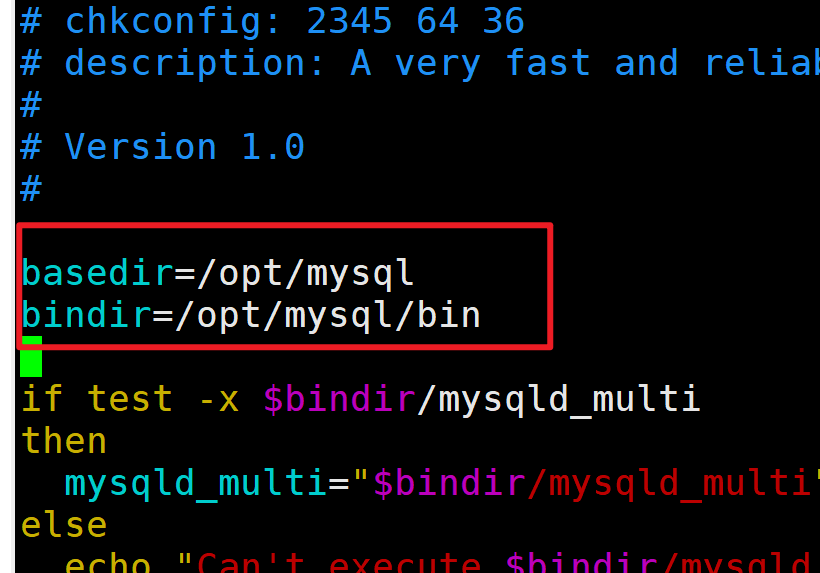 # chkconfig: 2345 64 36
# description: A very fast and
#
# Version 1.0
#
basedir=/opt/mysql
bindir=/opt/mysql/bin
if test -x $bindir/mysqld_multi
then
mysqld_multi="$bindir/mysqld_multi"
else
echo "Can't execute $bindir/mysqld